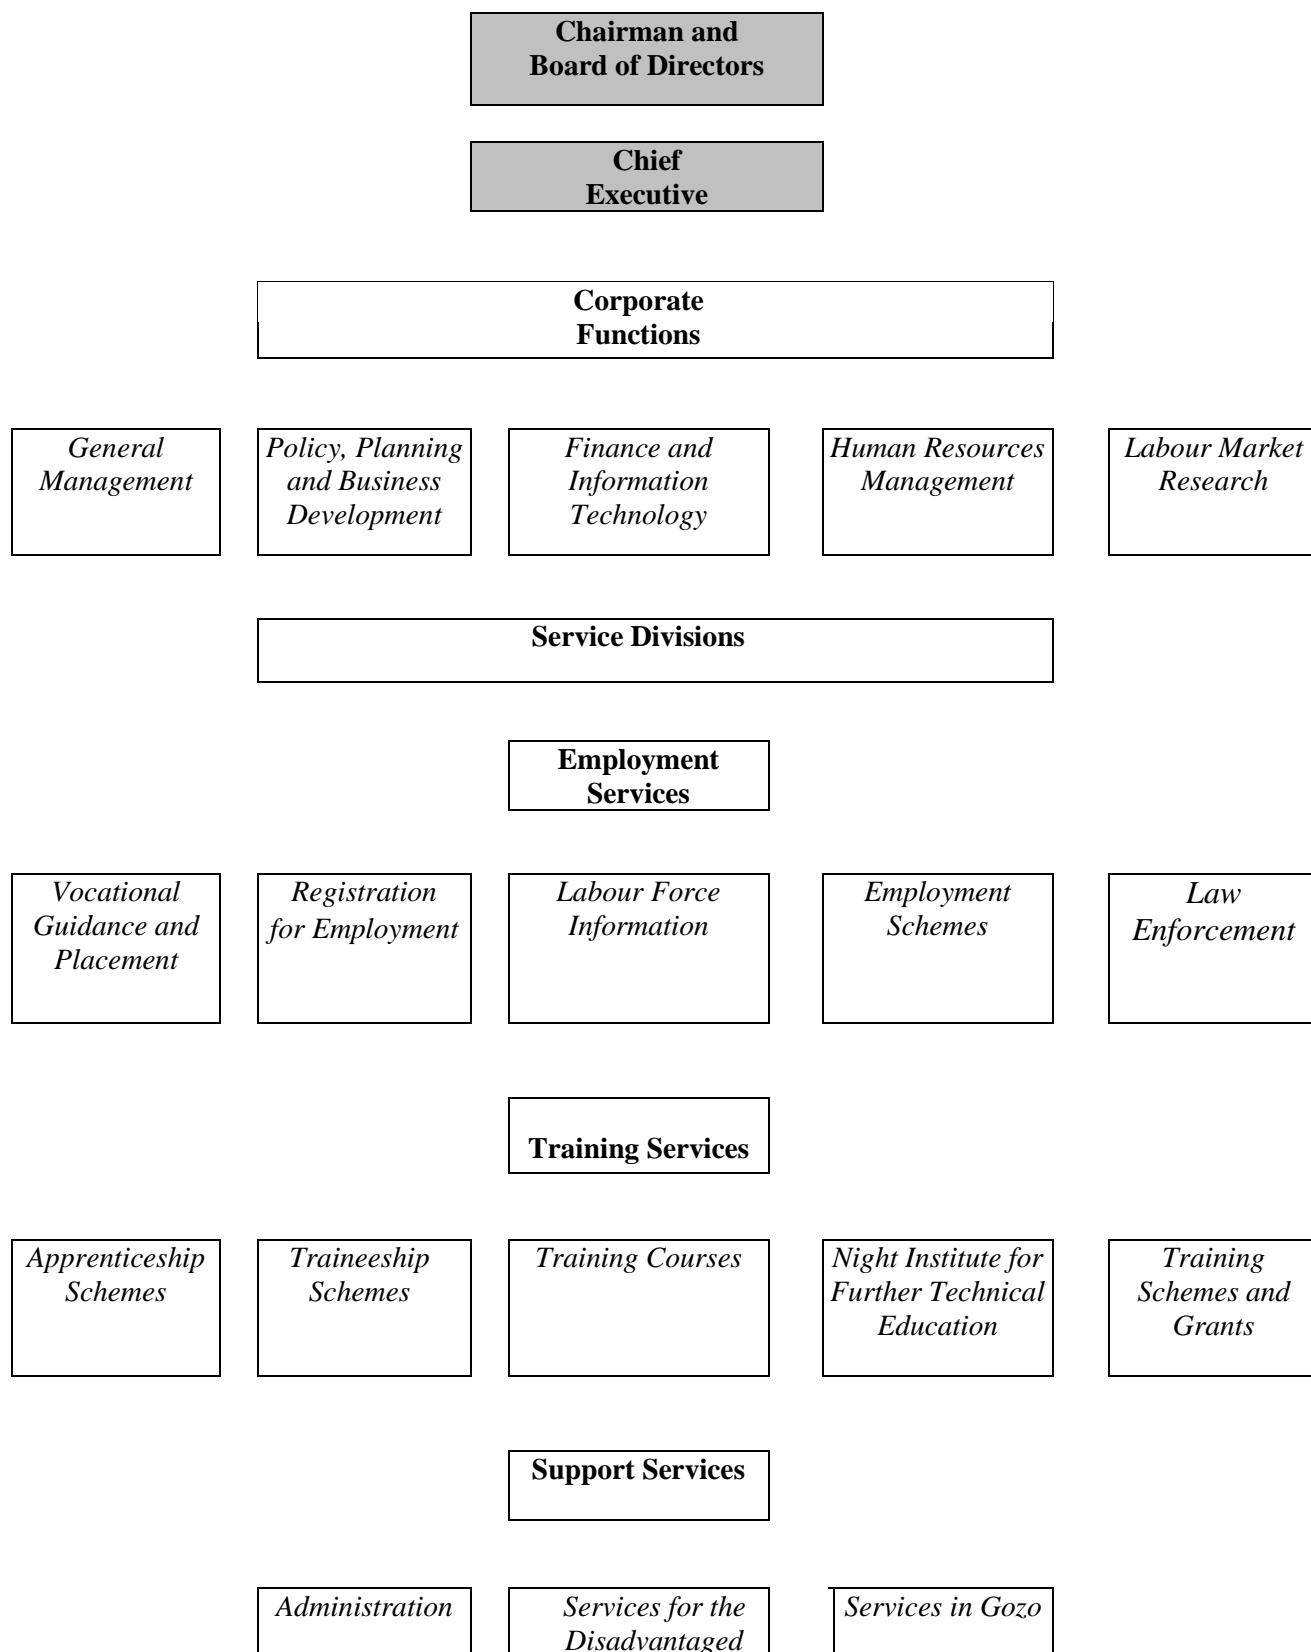 Chairman and
Board of Directors
Chief
Executive
Corporate
Functions
General
Management
Policy, Planning
and Business
Development
Finance and
Information
Technology
Human Resources
Management
Labour Market
Research
Service Divisions
Employment
Services
Vocational
Guidance and
Placement
Registration
for Employment
Labour Force
Information
Employment
Schemes
Law
Enforcement
Training Services
Apprenticeship
Schemes
Traineeship
Schemes
Training Courses
Night Institute for
Further Technical
Education
Training
Schemes and
Grants
Support Services
Administration
Services for the
Disadvantaged
Services in Gozo